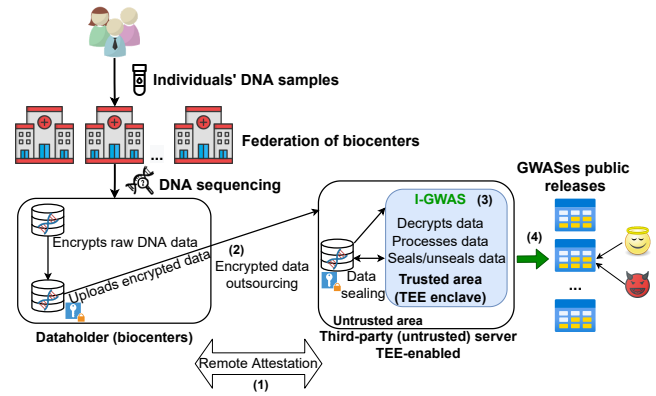 Individuals' DNA samples
...
Federation of biocenters
DNA sequencing
GWASes public
releases
I-GWAS (3)
Encrypts raw DNA data
Decrypts data
Processes data
Seals/unseals data
(4)
(2)
Uploads encrypted data
Encrypted data
outsourcing
Data
sealing
Trusted area
(TEE enclave)
...
Untrusted area
Dataholder (biocenters)
Third-party (untrusted) server
TEE-enabled
Remote Attestation
(1)